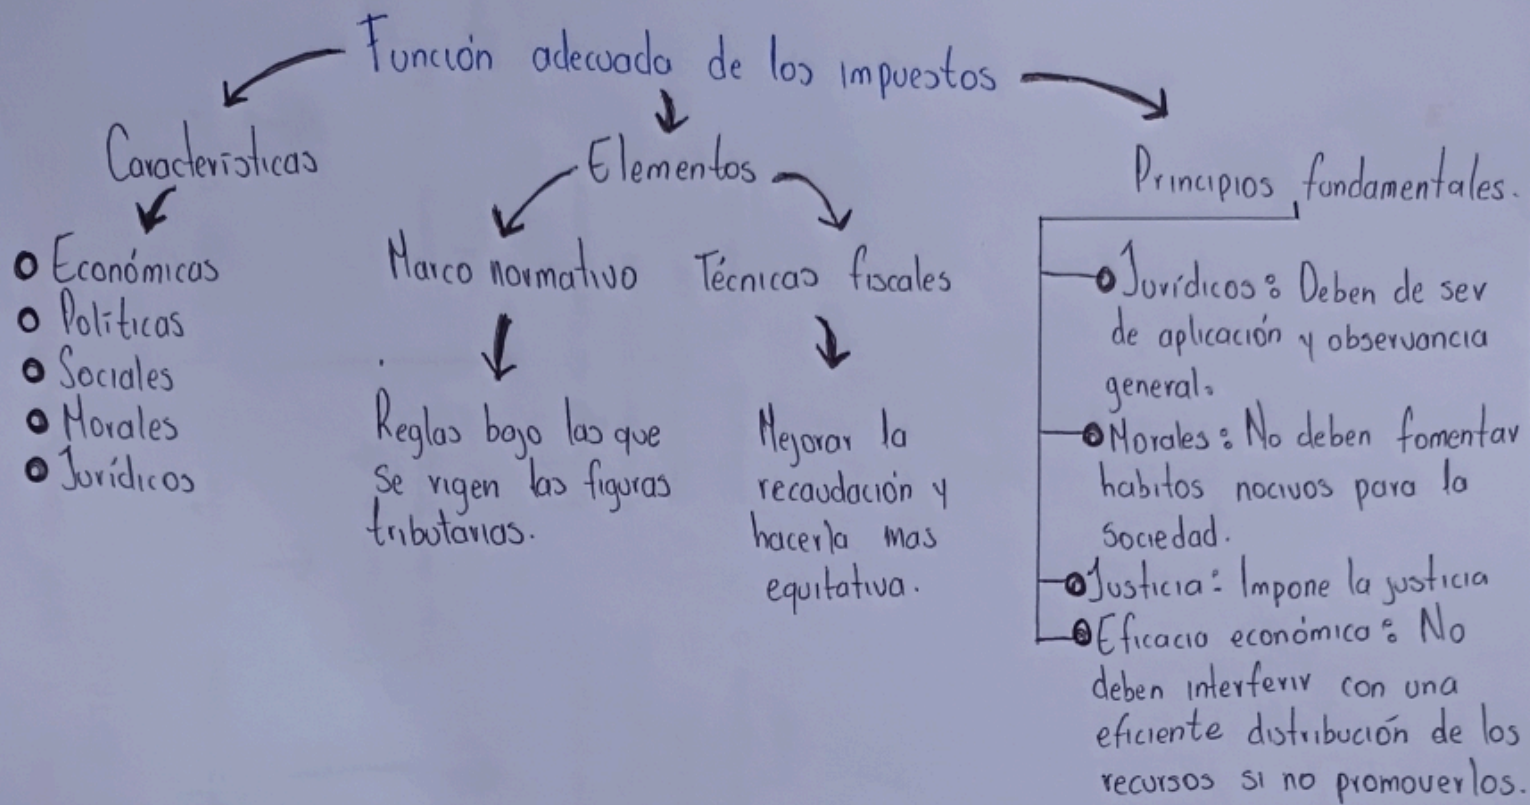 Función adecuada de los impuestos
Características
● Económicas
● Políticas
● Sociales
● Morales
● Jurídicos
Elementos
Marco normativo
Reglas bajo las que
se rigen las figuras
tributarias.
Técnicas fiscales
Mejorar la
recaudación y
hacerla mas
equitativa.
Principios fundamentales.
● Jurídicos: Deben de ser
de aplicación y observancia
general.
● Morales: No deben fomentar
habitos nocivos para la
sociedad.
● Justicia: Impone la justicia
● Eficacia económica: No
deben interferir con una
eficiente distribución de los
recursos si no promoverlos.